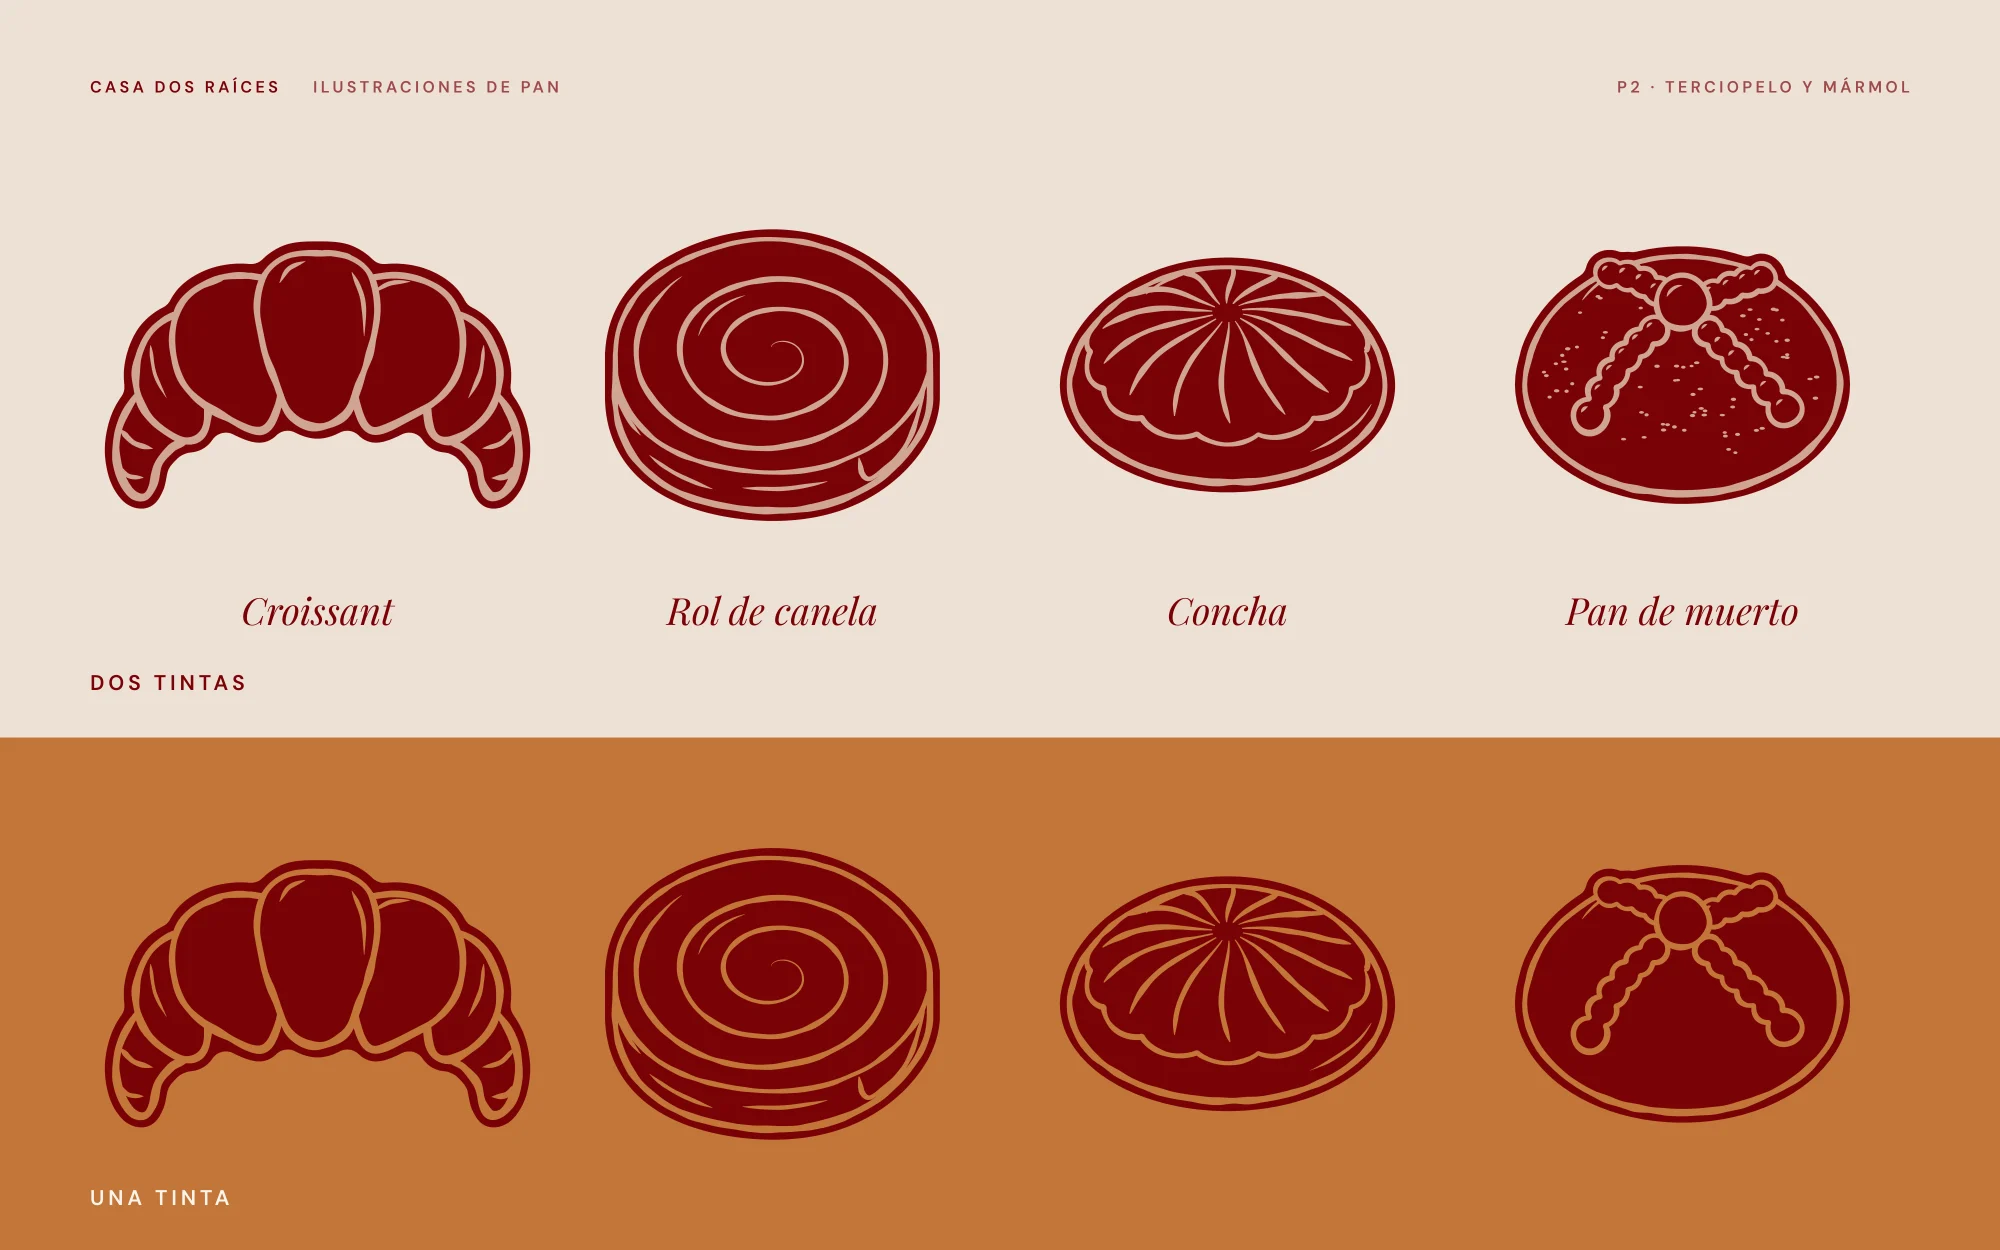 CASA DOS RAÍCES ILUSTRACIONES DE PAN P2 · TERCIOPELO Y MÁRMOL
Croissant Rol de canela Concha Pan de muerto
DOS TINTAS
UNA TINTA